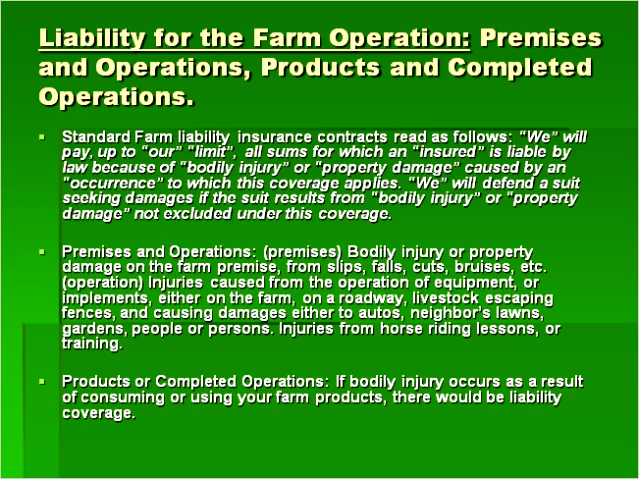 Liability for the Farm Operation: Premises
and Operations, Products and Completed
Operations.
Standard Farm liability insurance contracts read as follows: "We" will
pay, up to "our" "limit", all sums for which an "insured" is liable by
law because of "bodily injury" or "property damage" caused by an
"occurrence" to which this coverage applies. "We" will defend a suit
seeking damages if the suit results from "bodily injury" or "property
damage" not excluded under this coverage.
Premises and Operations: (premises) Bodily injury or property
damage on the farm premise, from slips, falls, cuts, bruises, etc.
(operation) Injuries caused from the operation of equipment, or
implements, either on the farm, on a roadway, livestock escaping
fences, and causing damages either to autos, neighbor's lawns,
gardens, people or persons. Injuries from horse riding lessons, or
training.
Products or Completed Operations: If bodily injury occurs as a result
of consuming or using your farm products, there would be liability
coverage.